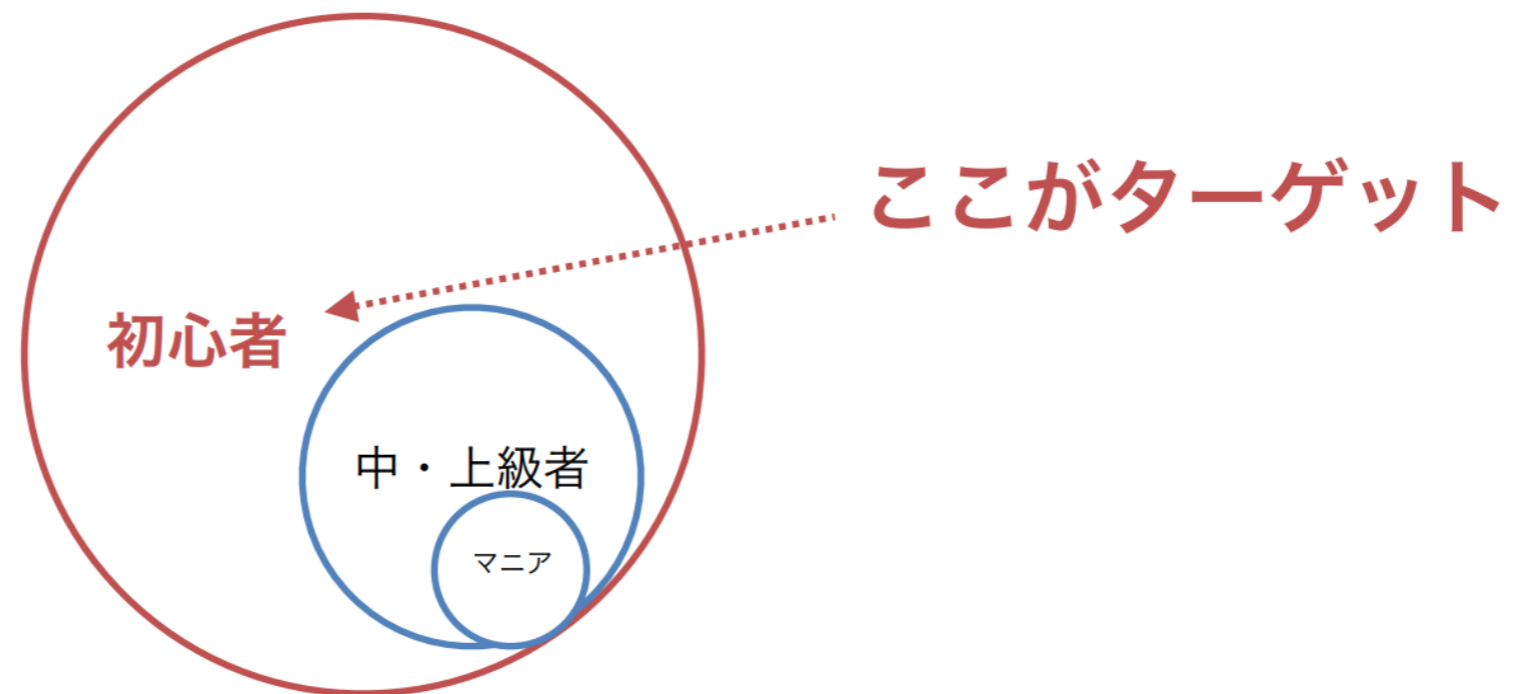 ここがターゲット
初心者
中・上級者
マニア